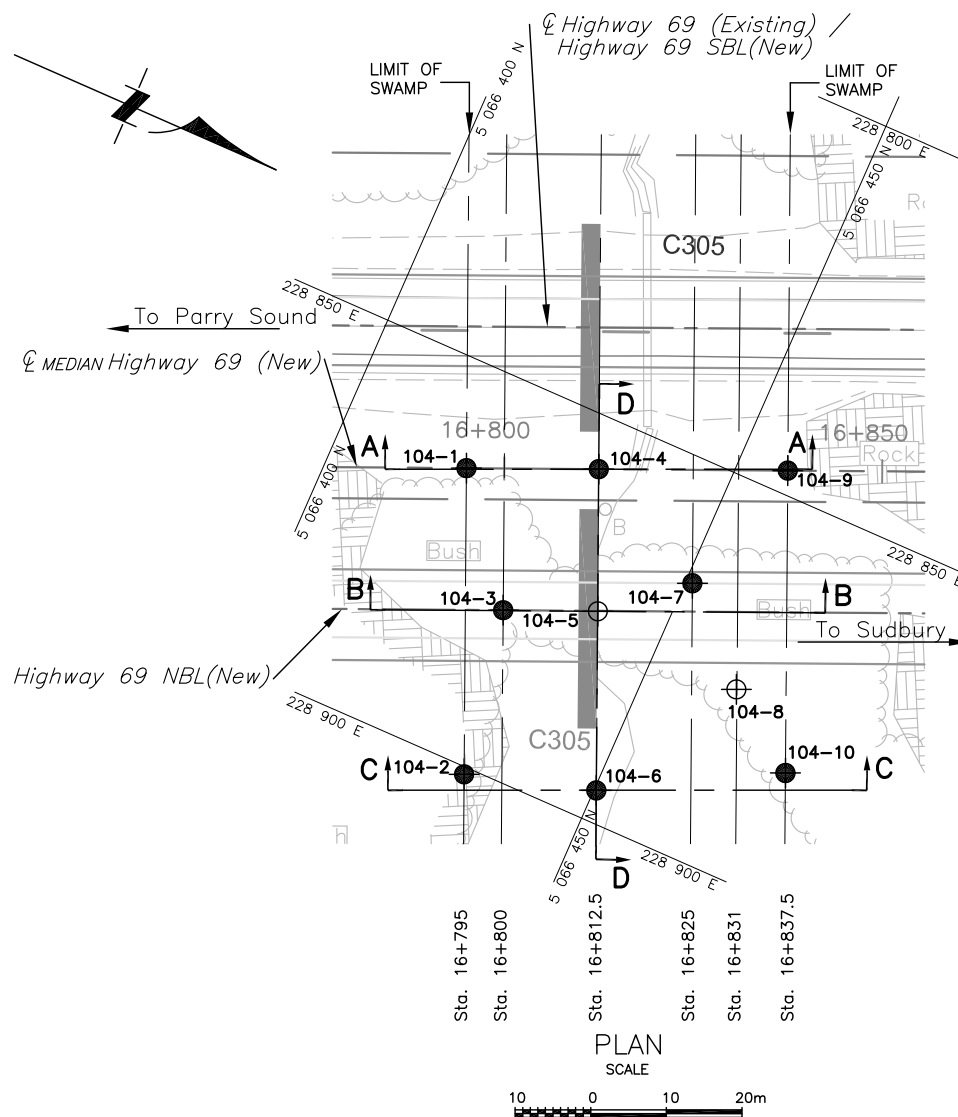 ℄ Highway 69 (Existing) /
Highway 69 SBL(New)
LIMIT OF
SWAMP
LIMIT OF
SWAMP
5 066 400 N
228 800 E
5 066 450 N
C305
228 850 E
To Parry Sound
℄ MEDIAN Highway 69 (New)
D
A
16+800
A
16+850
104-1
104-4
104-9
Rock
5 066 400 N
B
Bush
228 850 E
B
104-3
104-5
104-7
Bush
B
To Sudbury
Highway 69 NBL(New)
228 900 E
104-8
C305
C
104-2
104-6
104-10
C
5 066 450 N
228 900 E
D
Sta. 16+795
Sta. 16+800
Sta. 16+812.5
Sta. 16+825
Sta. 16+831
Sta. 16+837.5
PLAN
SCALE
10 0 10 20m